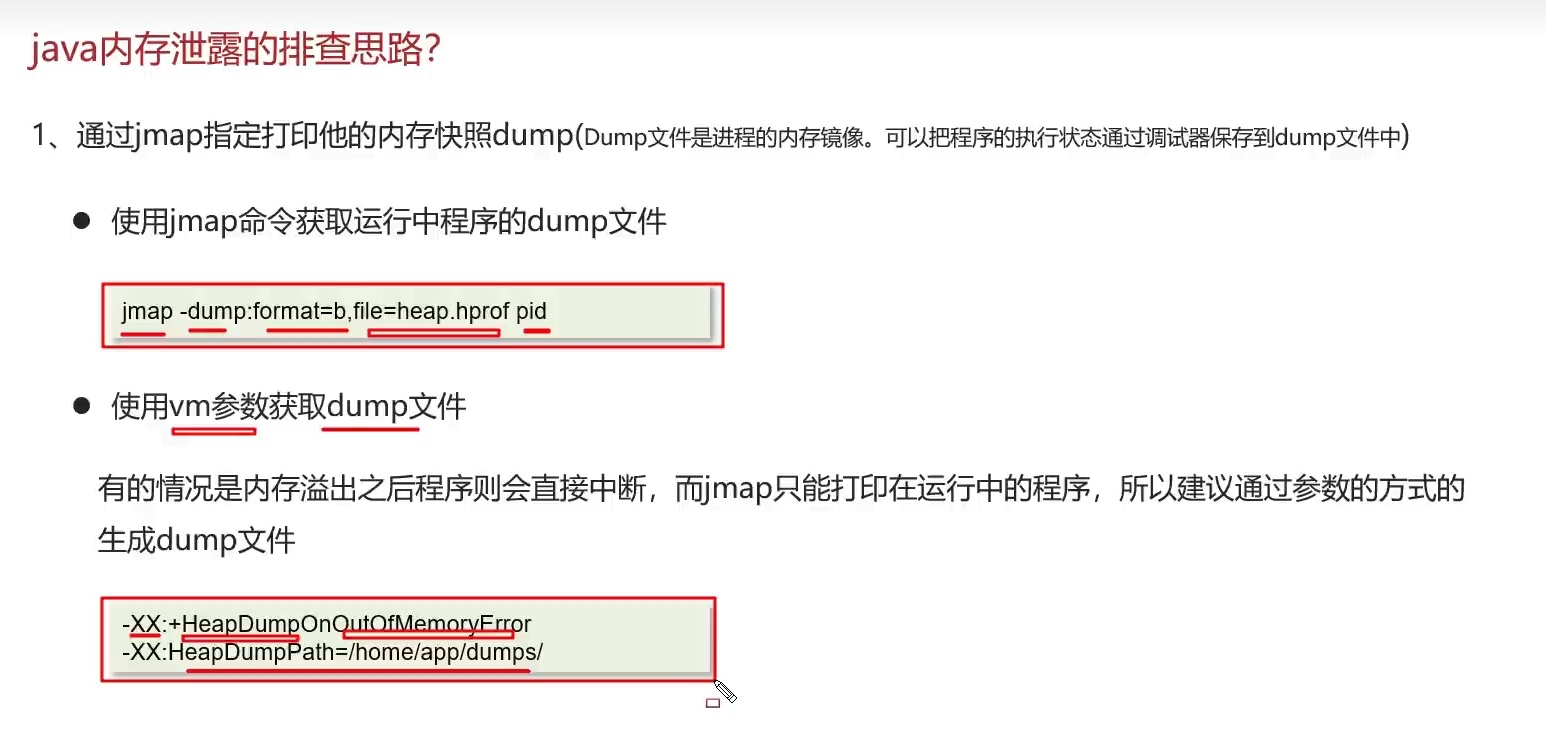 java内存泄露的排查思路?
1、通过jmap指定打印他的内存快照dump(Dump文件是进程的内存镜像。可以把程序的执行状态通过调试器保存到dump文件中)
● 使用jmap命令获取运行中程序的dump文件
jmap -dump:format=b,file=heap.hprof pid
● 使用vm参数获取dump文件
有的情况是内存溢出之后程序则会直接中断，而jmap只能打印在运行中的程序，所以建议通过参数的方式的
生成dump文件
-XX:+HeapDumpOnOutOfMemoryError
-XX:HeapDumpPath=/home/app/dumps/